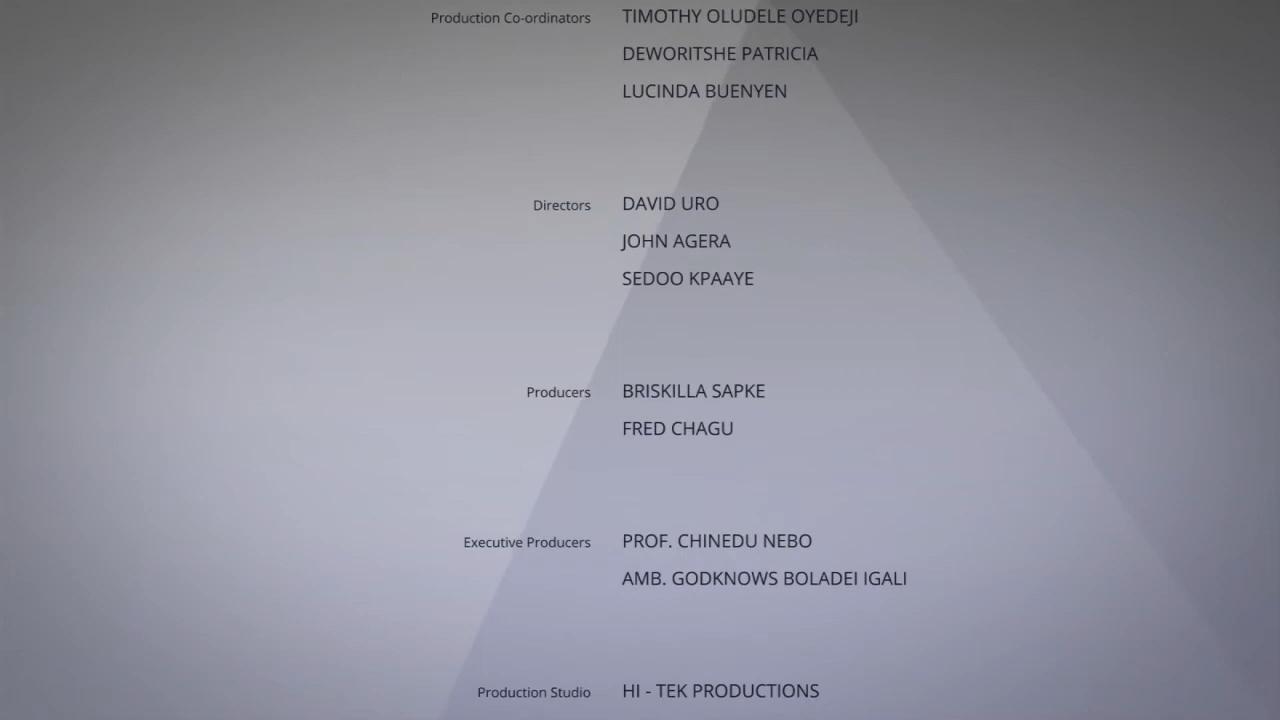 Production Co-ordinators TIMOTHY OLUDELE OYEDEJI
DEWORITSHE PATRICIA
LUCINDA BUENYEN
Directors DAVID URO
JOHN AGERA
SEDOO KPAAYE
Producers BRISKILLA SAPKE
FRED CHAGU
Executive Producers PROF. CHINEDU NEBO
AMB. GODKNOWS BOLADEI IGALI
Production Studio HI - TEK PRODUCTIONS